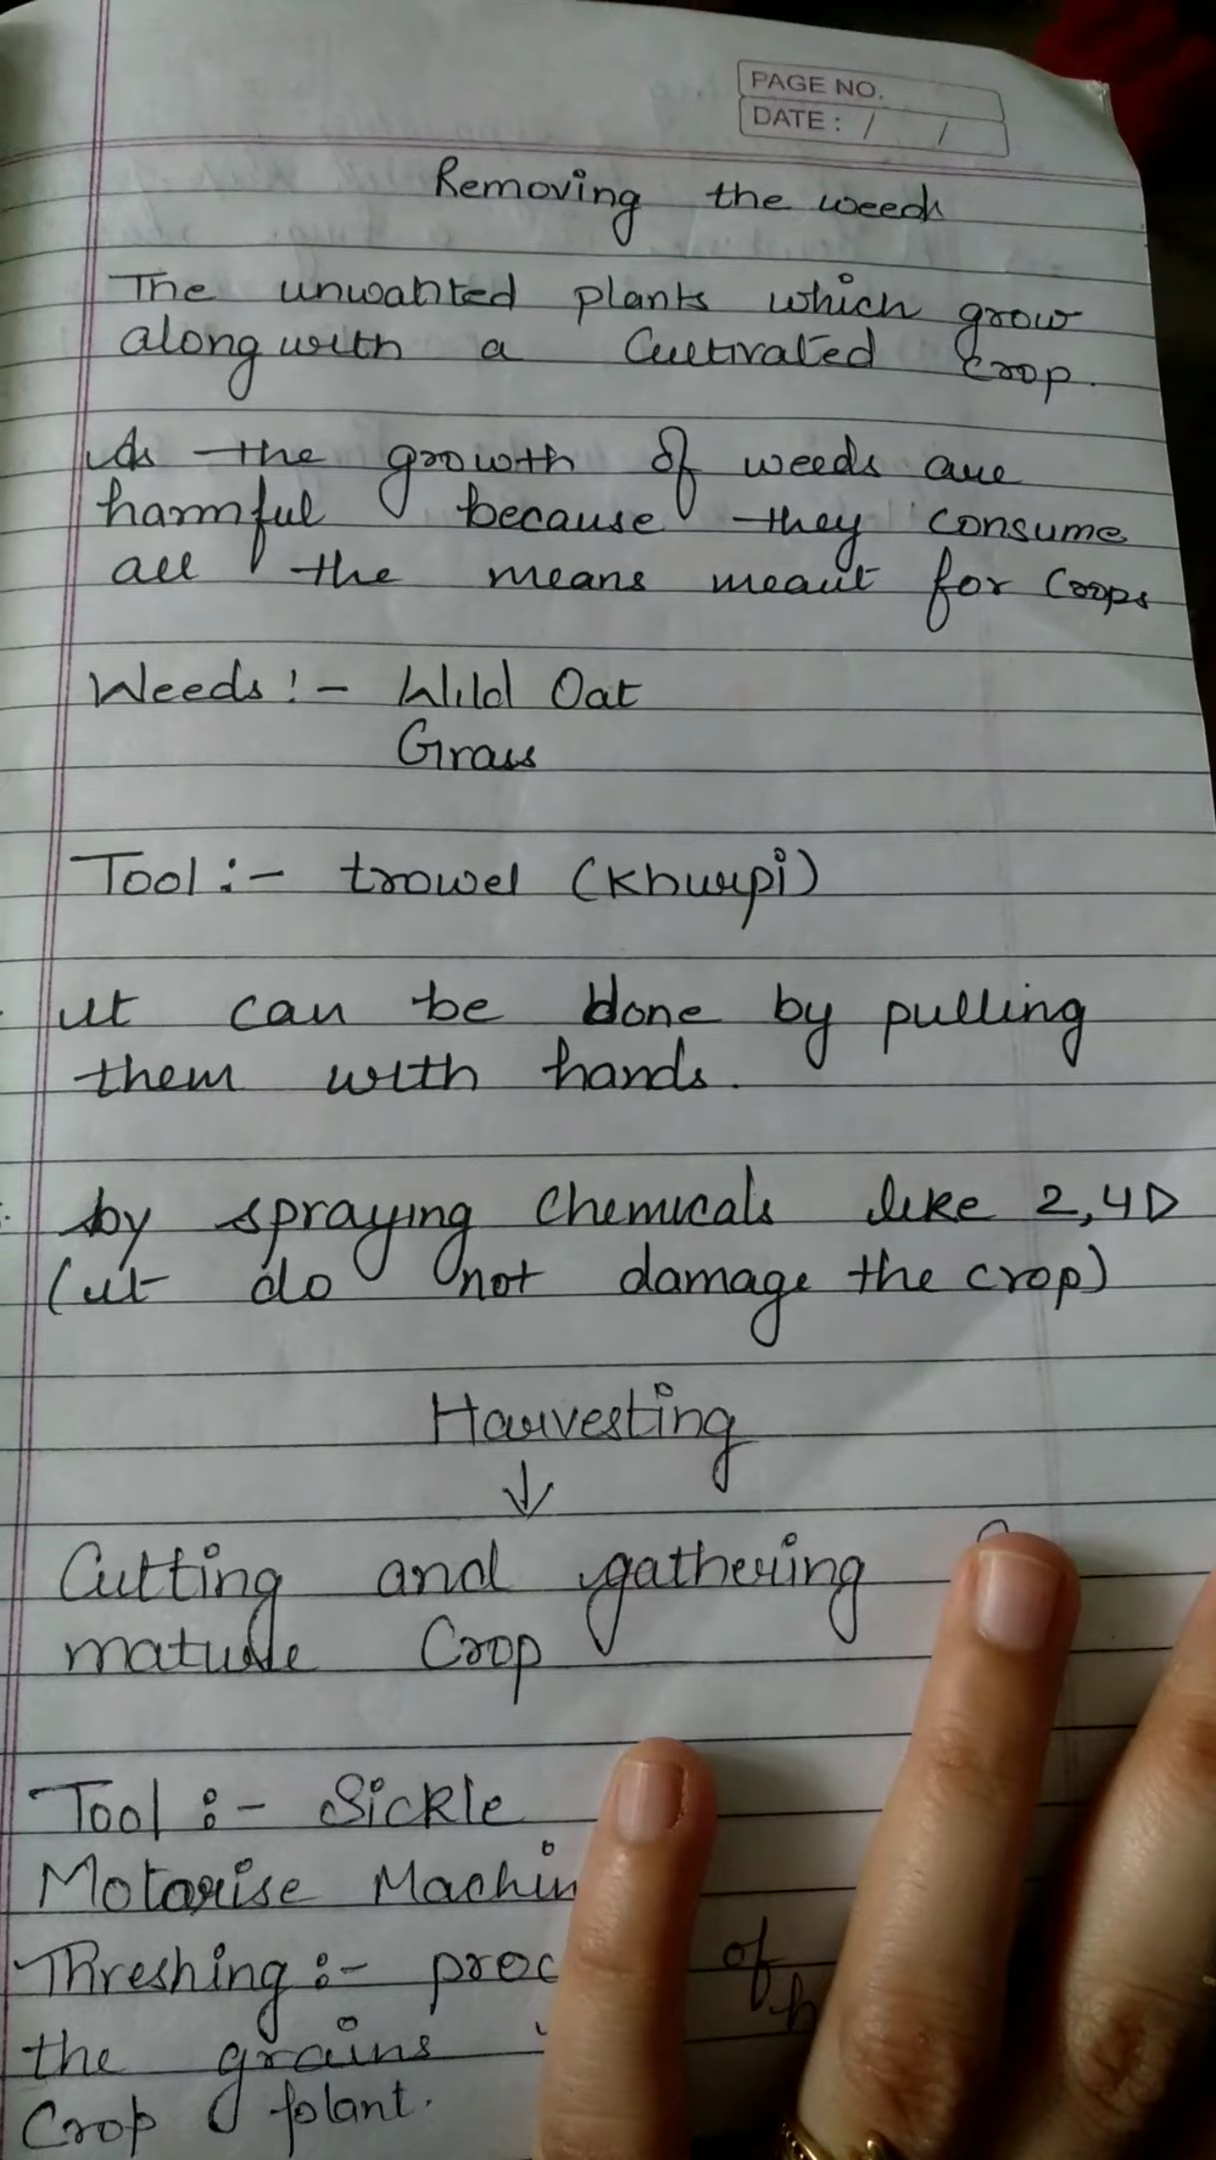 PAGE NO.
DATE : / /
Removing the weeds
The unwanted plants which grow
along with a Cultivated crop.
As the growth of weeds are
harmful because they consume
all the means meant for Crops
Weeds :- Wild Oat
Grass
Tool :- trowel (Khurpi)
It can be done by pulling
them with hands.
by spraying Chemicals like 2,4D
(it do not damage the crop)
Harvesting
↓
Cutting and gathering
mature Crop
Tool :- Sickle
Motorise Machin
Threshing :- proc of
the grains
Crop plant.